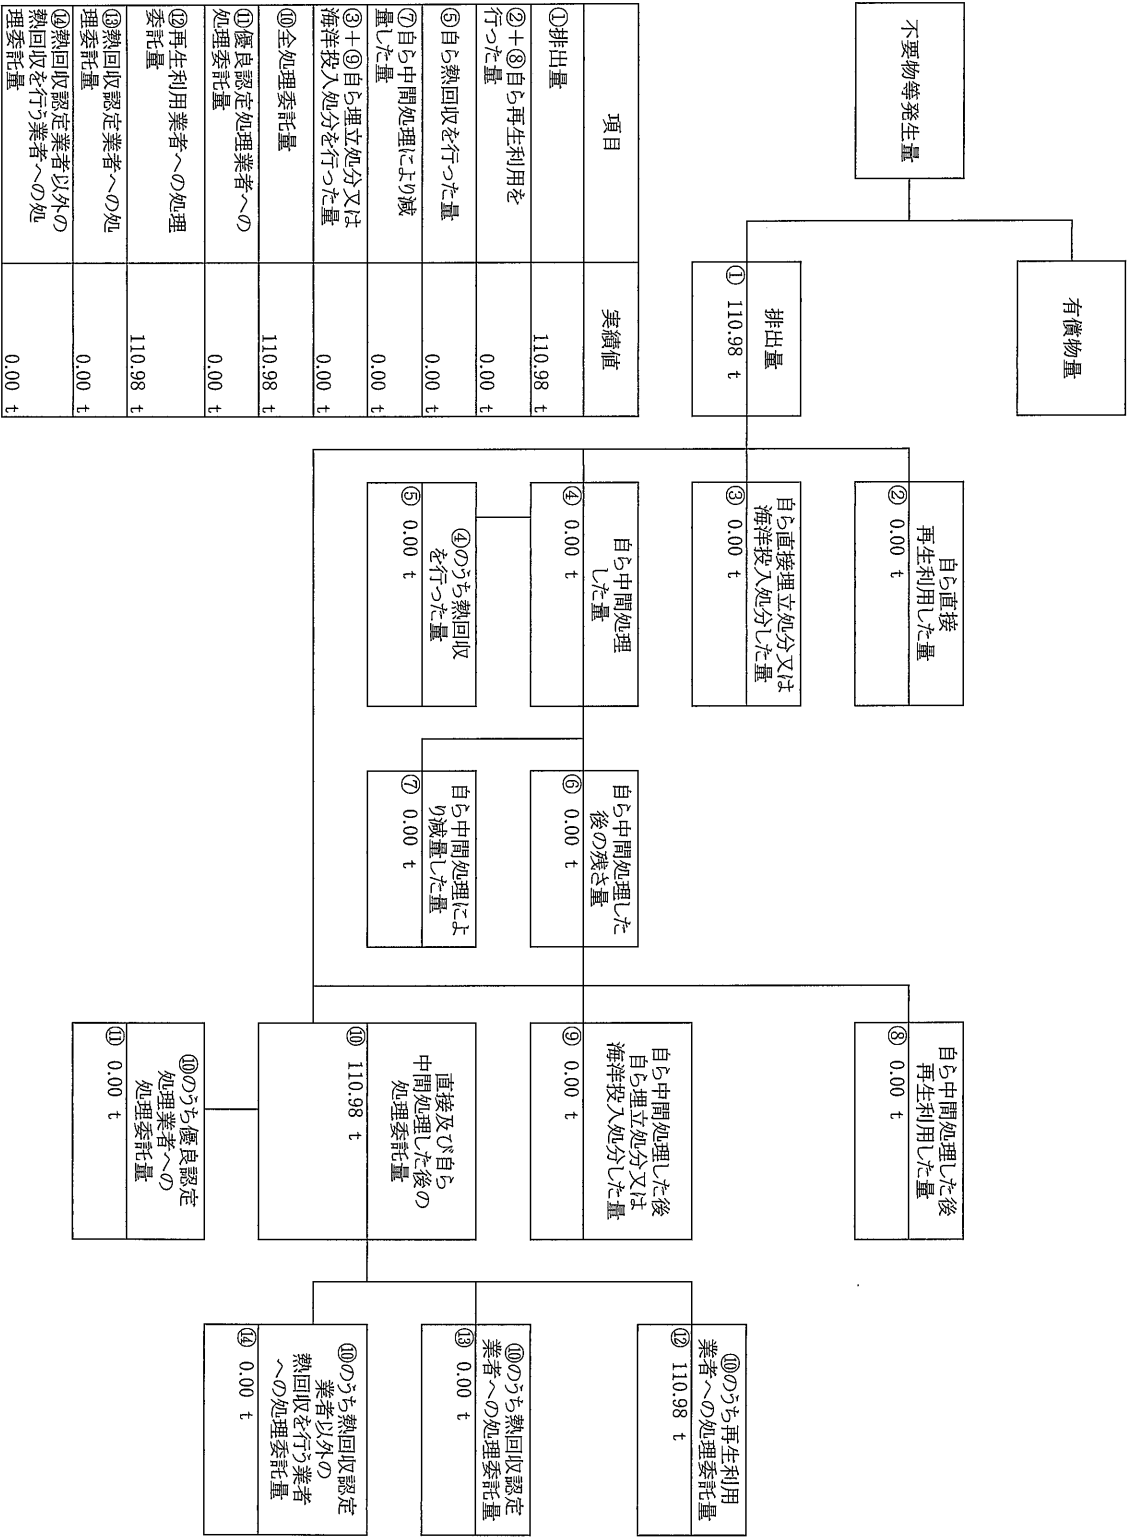 不要物等発生量
有償物量
排出量
① 110.98 t
自ら直接
再生利用した量
② 0.00 t
自ら直接埋立処分又は
海洋投入処分した量
③ 0.00 t
自ら中間処理
した量
④ 0.00 t
④のうち熱回収
を行った量
⑤ 0.00 t
自ら中間処理した
後の残さ量
⑥ 0.00 t
自ら中間処理によ
り減量した量
⑦ 0.00 t
自ら中間処理した後
再生利用した量
⑧ 0.00 t
自ら中間処理した後
自ら埋立処分又は
海洋投入処分した量
⑨ 0.00 t
直接及び自ら
中間処理した後の
処理委託量
⑩ 110.98 t
⑩のうち優良認定
処理業者への
処理委託量
⑪ 0.00 t
⑩のうち再生利用
業者への処理委託量
⑫ 110.98 t
⑩のうち熱回収認定
業者への処理委託量
⑬ 0.00 t
⑩のうち熱回収認定
業者以外の
熱回収を行う業者
への処理委託量
⑭ 0.00 t
項目 実績値
①排出量 110.98 t
②+⑧自ら再生利用を
行った量 0.00 t
⑤自ら熱回収を行った量 0.00 t
⑦自ら中間処理により減
量した量 0.00 t
③+⑨自ら埋立処分又は
海洋投入処分を行った量 0.00 t
⑩全処理委託量 110.98 t
⑪優良認定処理業者への
処理委託量 0.00 t
⑫再生利用業者への処理
委託量 110.98 t
⑬熱回収認定業者への処
理委託量 0.00 t
⑭熱回収認定業者以外の
熱回収を行う業者への処
理委託量 0.00 t